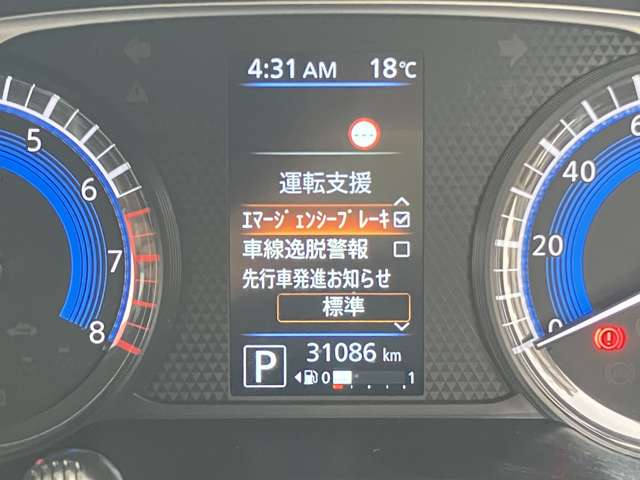 4:31 AM 18℃
---
運転支援
ｴﾏｰｼﾞｪﾝｼｰﾌﾞﾚｰｷ
車線逸脱警報
先行車発進お知らせ
標準
P 31086 km
0 1
5
6
7
8
6
40
20
0